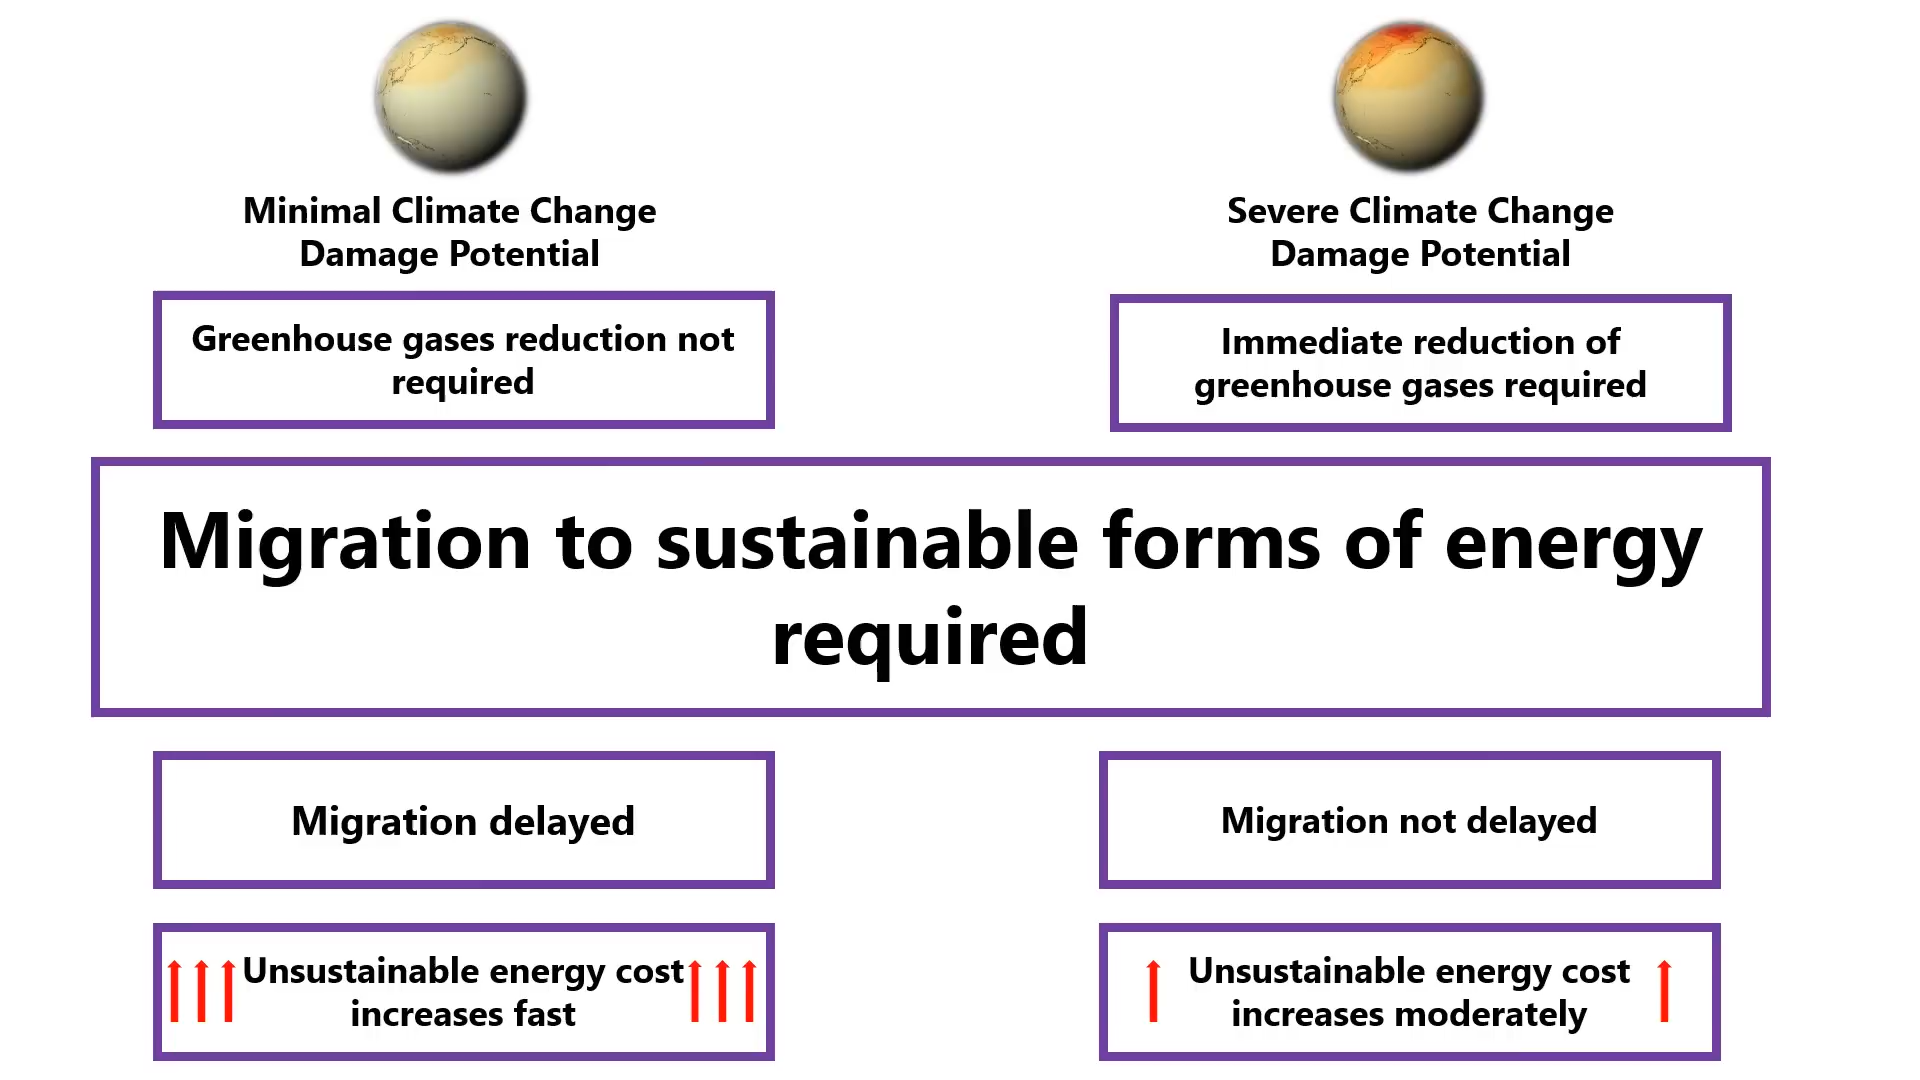 Minimal Climate Change
Damage Potential
Severe Climate Change
Damage Potential
Greenhouse gases reduction not
required
Immediate reduction of
greenhouse gases required
Migration to sustainable forms of energy
required
Migration delayed
Migration not delayed
Unsustainable energy cost
increases fast
Unsustainable energy cost
increases moderately